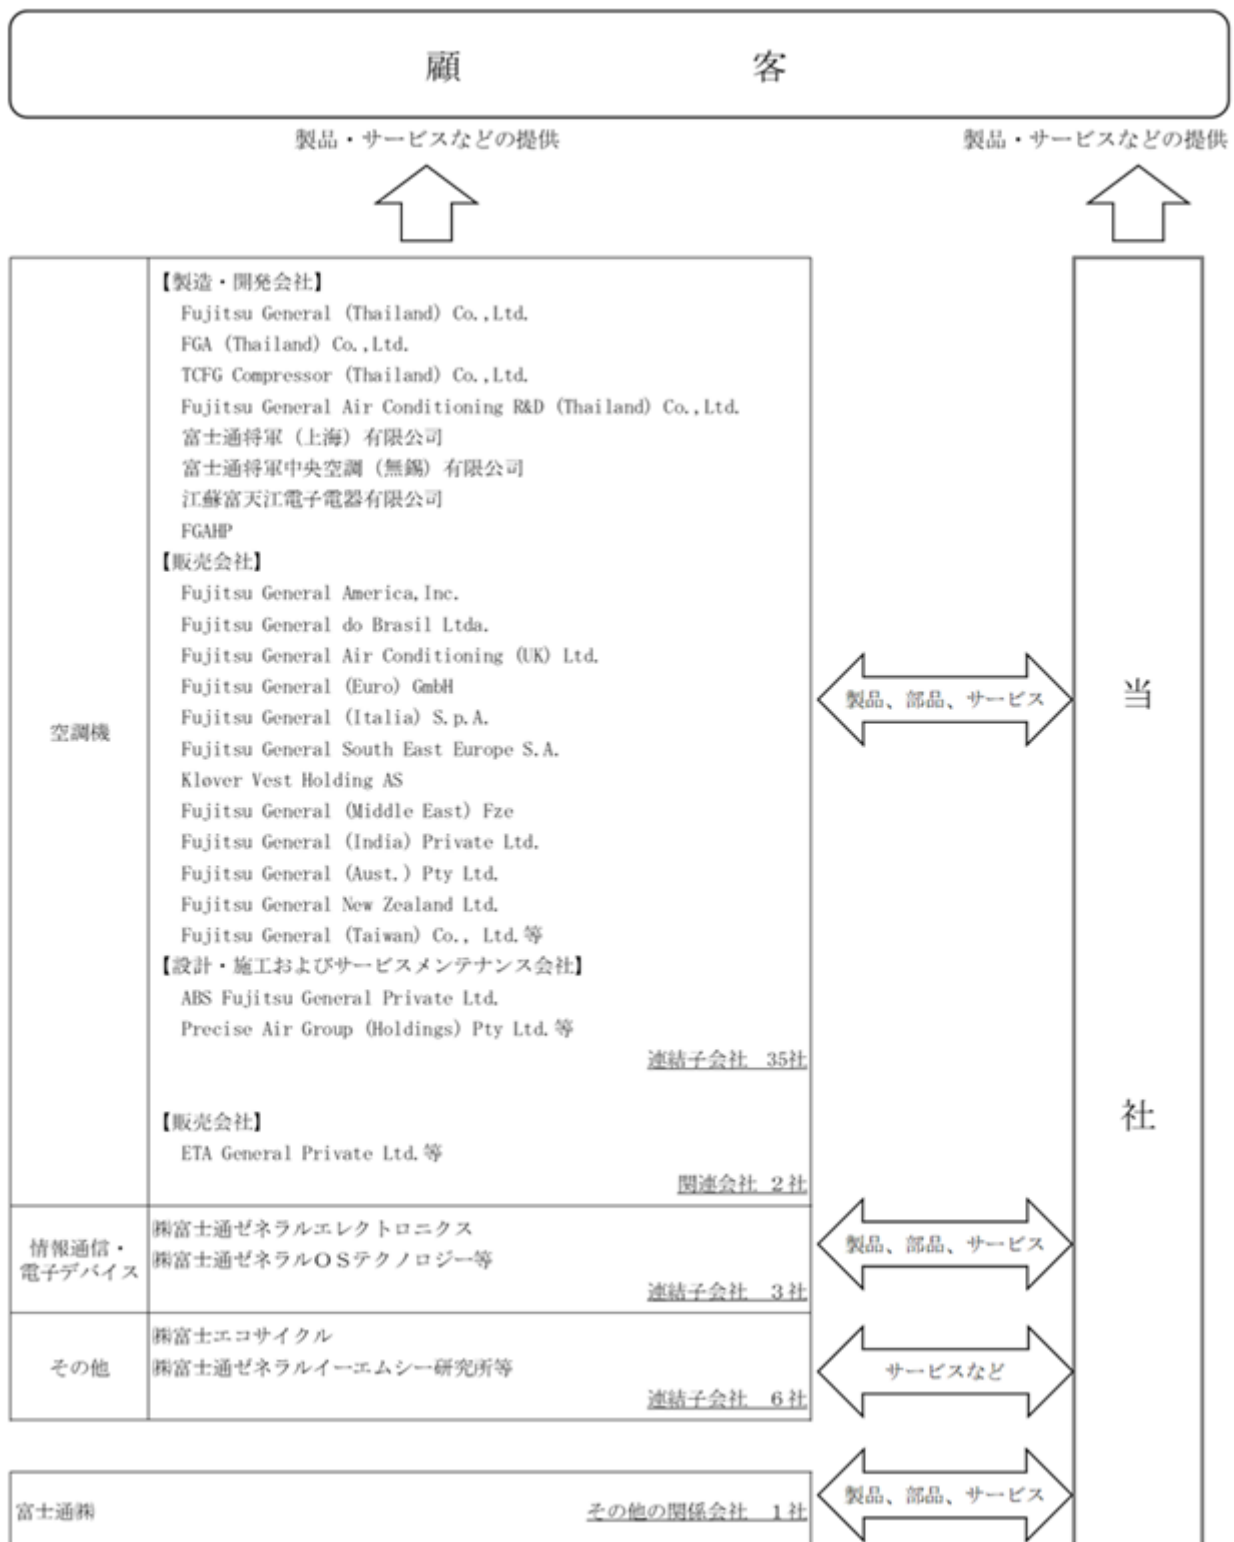 顧客
製品・サービスなどの提供
製品・サービスなどの提供
空調機
【製造・開発会社】
Fujitsu General (Thailand) Co.,Ltd.
FGA (Thailand) Co.,Ltd.
TCFG Compressor (Thailand) Co.,Ltd.
Fujitsu General Air Conditioning R&D (Thailand) Co.,Ltd.
富士通将軍（上海）有限公司
富士通将軍中央空調（無錫）有限公司
江蘇富天江電子電器有限公司
FGAHP
【販売会社】
Fujitsu General America,Inc.
Fujitsu General do Brasil Ltda.
Fujitsu General Air Conditioning (UK) Ltd.
Fujitsu General (Euro) GmbH
Fujitsu General (Italia) S.p.A.
Fujitsu General South East Europe S.A.
Kløver Vest Holding AS
Fujitsu General (Middle East) Fze
Fujitsu General (India) Private Ltd.
Fujitsu General (Aust.) Pty Ltd.
Fujitsu General New Zealand Ltd.
Fujitsu General (Taiwan) Co., Ltd.等
【設計・施工およびサービスメンテナンス会社】
ABS Fujitsu General Private Ltd.
Precise Air Group (Holdings) Pty Ltd.等
連結子会社　35社
【販売会社】
ETA General Private Ltd.等
関連会社　2社
製品、部品、サービス
当社
情報通信・
電子デバイス
㈱富士通ゼネラルエレクトロニクス
㈱富士通ゼネラルＯＳテクノロジー等
連結子会社　3社
製品、部品、サービス
その他
㈱富士エコサイクル
㈱富士通ゼネラルイーエムシー研究所等
連結子会社　6社
サービスなど
富士通㈱
その他の関係会社　1社
製品、部品、サービス